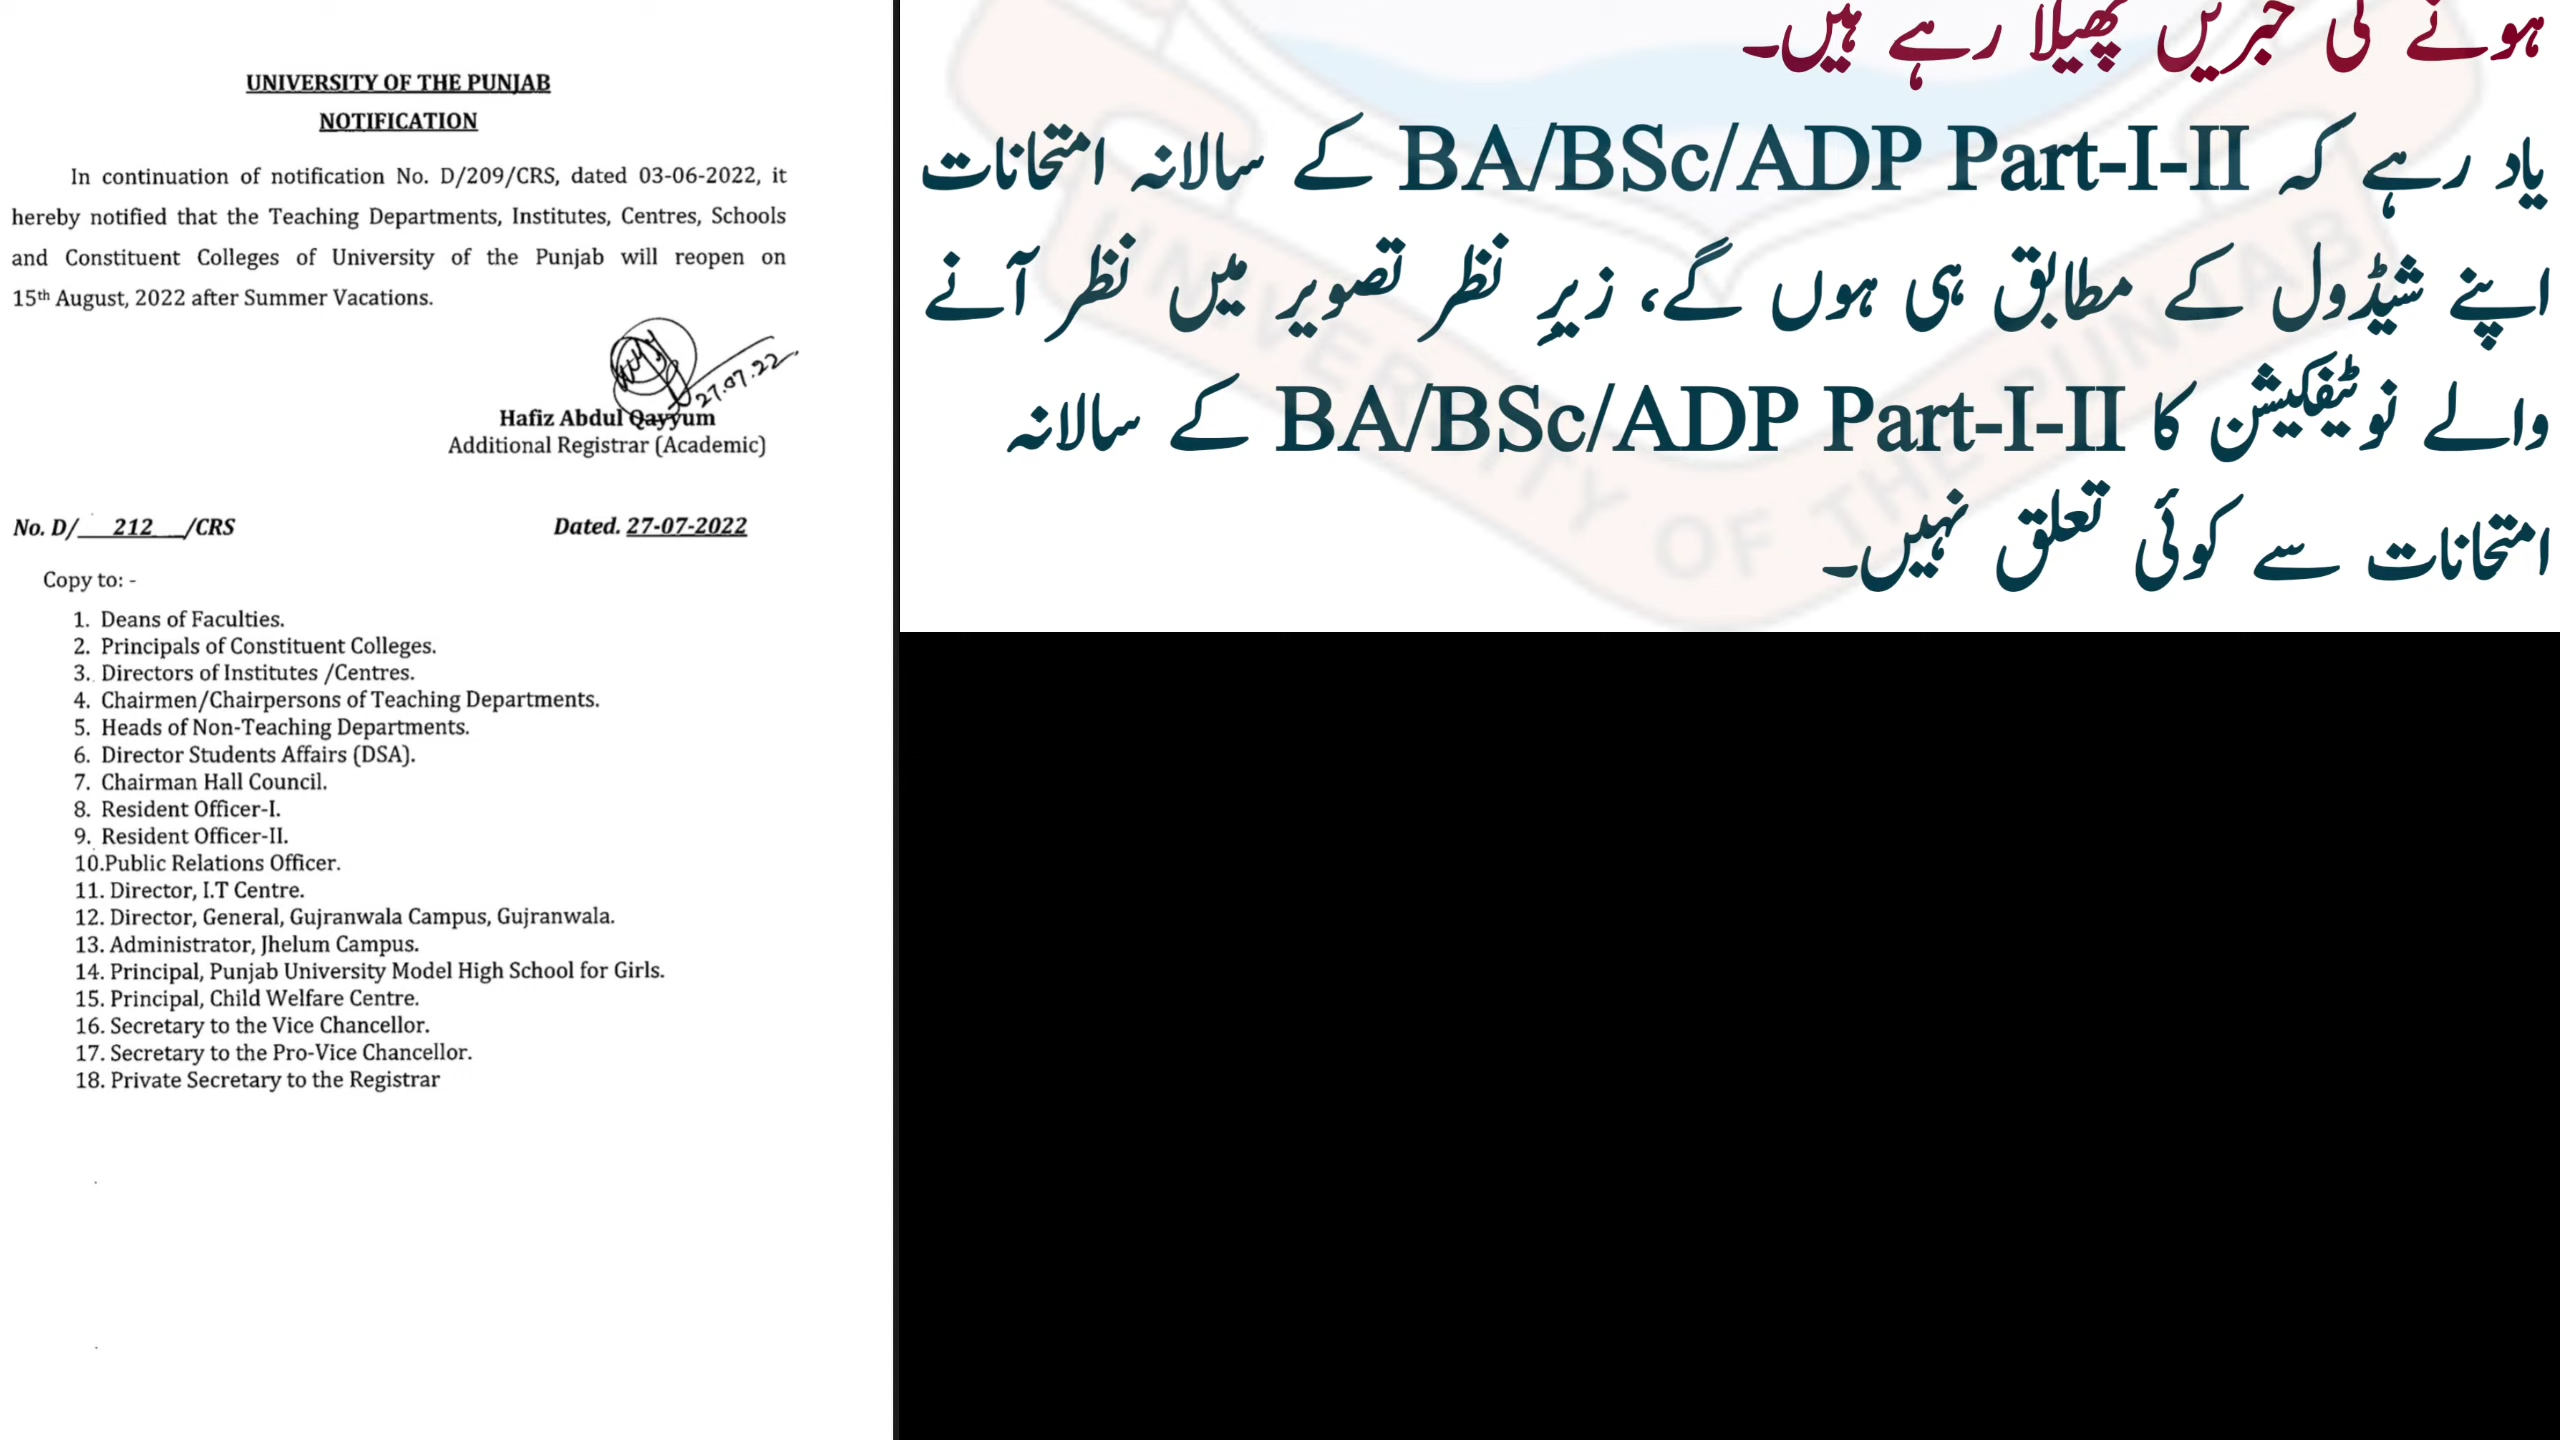 UNIVERSITY OF THE PUNJAB
NOTIFICATION
In continuation of notification No. D/209/CRS, dated 03-06-2022, it
hereby notified that the Teaching Departments, Institutes, Centres, Schools
and Constituent Colleges of University of the Punjab will reopen on
15th August, 2022 after Summer Vacations.
27.07.22
Hafiz Abdul Qayyum
Additional Registrar (Academic)
No. D/ 212 /CRS Dated. 27-07-2022
Copy to: -
1. Deans of Faculties.
2. Principals of Constituent Colleges.
3. Directors of Institutes /Centres.
4. Chairmen/Chairpersons of Teaching Departments.
5. Heads of Non-Teaching Departments.
6. Director Students Affairs (DSA).
7. Chairman Hall Council.
8. Resident Officer-I.
9. Resident Officer-II.
10.Public Relations Officer.
11. Director, I.T Centre.
12. Director, General, Gujranwala Campus, Gujranwala.
13. Administrator, Jhelum Campus.
14. Principal, Punjab University Model High School for Girls.
15. Principal, Child Welfare Centre.
16. Secretary to the Vice Chancellor.
17. Secretary to the Pro-Vice Chancellor.
18. Private Secretary to the Registrar
ہونے کی خبریں پھیلا رہے ہیں۔
یاد رہے کہ BA/BSc/ADP Part-I-II کے سالانہ امتحانات
اپنے شیڈول کے مطابق ہی ہوں گے، زیرِ نظر تصویر میں نظر آنے
والے نوٹیفکیشن کا BA/BSc/ADP Part-I-II کے سالانہ
امتحانات سے کوئی تعلق نہیں۔
UNIVERSITY OF THE PUNJAB